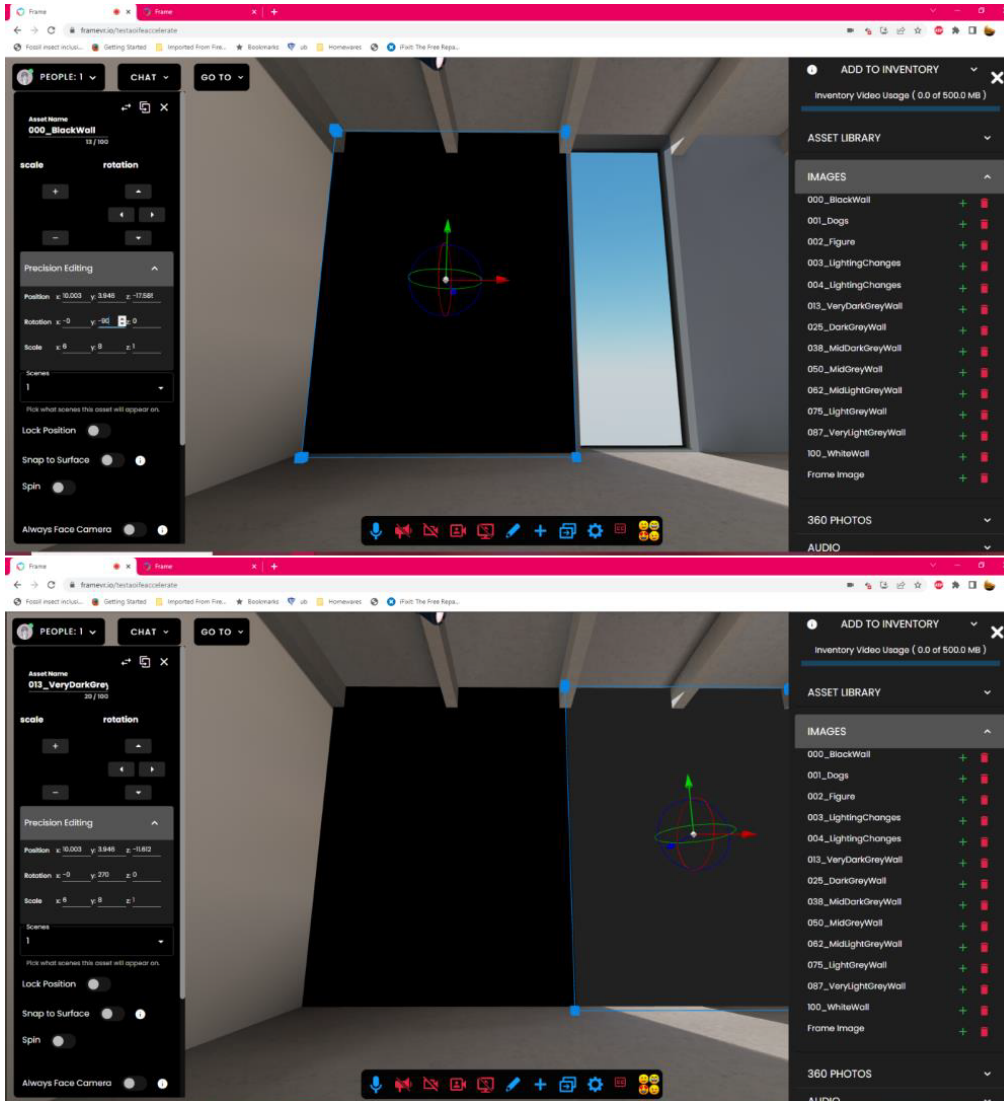 Frame
Frame
framevr.io/testaoifeaccelerate
Fossil insect inclusi...
Getting Started
Imported From Fire...
Bookmarks
ub
Homewares
iFixit: The Free Repa...
PEOPLE: 1
CHAT
GO TO
Asset Name
000_BlackWall
13 / 100
scale rotation
Precision Editing
Position x: 10.003 y: 3.946 z: -17.581
Rotation x: -0 y: -90 z: 0
Scale x: 6 y: 8 z: 1
Scenes
1
Pick what scenes this asset will appear on.
Lock Position
Snap to Surface
Spin
Always Face Camera
ADD TO INVENTORY
Inventory Video Usage ( 0.0 of 500.0 MB )
ASSET LIBRARY
IMAGES
000_BlackWall
001_Dogs
002_Figure
003_LightingChanges
004_LightingChanges
013_VeryDarkGreyWall
025_DarkGreyWall
038_MidDarkGreyWall
050_MidGreyWall
062_MidLightGreyWall
075_LightGreyWall
087_VeryLightGreyWall
100_WhiteWall
Frame Image
360 PHOTOS
AUDIO
Frame
Frame
framevr.io/testaoifeaccelerate
Fossil insect inclusi...
Getting Started
Imported From Fire...
Bookmarks
ub
Homewares
iFixit: The Free Repa...
PEOPLE: 1
CHAT
GO TO
Asset Name
013_VeryDarkGrey
20 / 100
scale rotation
Precision Editing
Position x: 10.003 y: 3.946 z: -11.612
Rotation x: -0 y: 270 z: 0
Scale x: 6 y: 8 z: 1
Scenes
1
Pick what scenes this asset will appear on.
Lock Position
Snap to Surface
Spin
Always Face Camera
ADD TO INVENTORY
Inventory Video Usage ( 0.0 of 500.0 MB )
ASSET LIBRARY
IMAGES
000_BlackWall
001_Dogs
002_Figure
003_LightingChanges
004_LightingChanges
013_VeryDarkGreyWall
025_DarkGreyWall
038_MidDarkGreyWall
050_MidGreyWall
062_MidLightGreyWall
075_LightGreyWall
087_VeryLightGreyWall
100_WhiteWall
Frame Image
360 PHOTOS
AUDIO